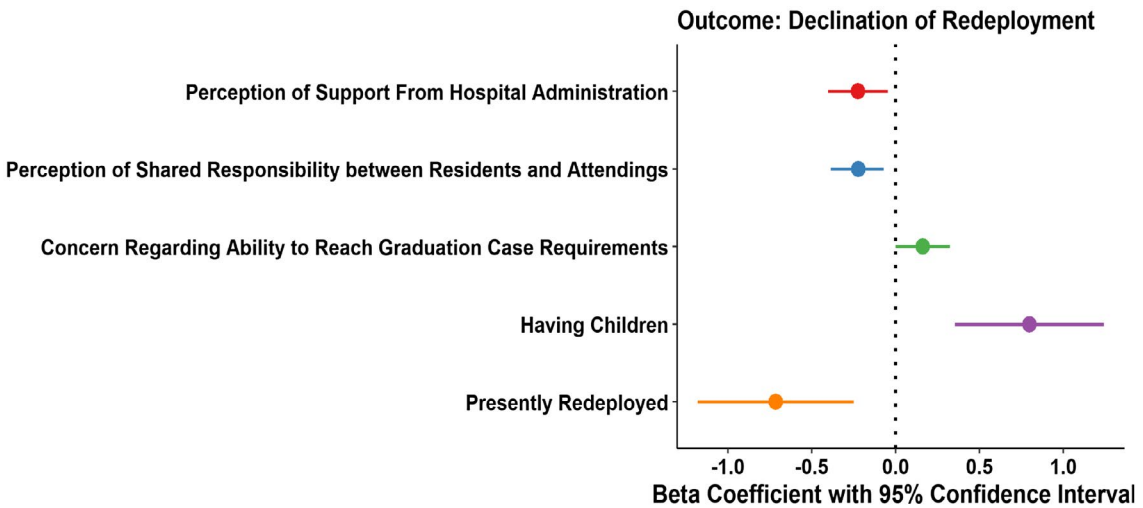 Outcome: Declination of Redeployment
Perception of Support From Hospital Administration
Perception of Shared Responsibility between Residents and Attendings
Concern Regarding Ability to Reach Graduation Case Requirements
Having Children
Presently Redeployed
-1.0 -0.5 0.0 0.5 1.0
Beta Coefficient with 95% Confidence Interval